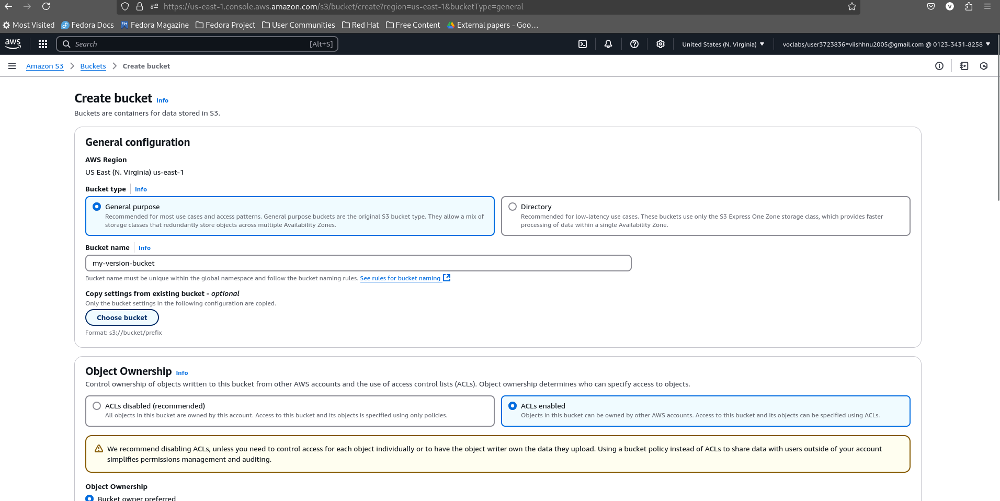 https://us-east-1.console.aws.amazon.com/s3/bucket/create?region=us-east-1&bucketType=general
V
Most Visited Fedora Docs FM Fedora Magazine Fedora Project User Communities Red Hat Free Content External papers - Goo…
aws Search [Alt+S] United States (N. Virginia) voclabs/user3723836=viishhnu2005@gmail.com @ 0123-3431-8258
Amazon S3 Buckets Create bucket
Create bucket Info
Buckets are containers for data stored in S3.
General configuration
AWS Region
US East (N. Virginia) us-east-1
Bucket type Info
General purpose
Recommended for most use cases and access patterns. General purpose buckets are the original S3 bucket type. They allow a mix of
storage classes that redundantly store objects across multiple Availability Zones.
Directory
Recommended for low-latency use cases. These buckets use only the S3 Express One Zone storage class, which provides faster
processing of data within a single Availability Zone.
Bucket name Info
my-version-bucket
Bucket name must be unique within the global namespace and follow the bucket naming rules. See rules for bucket naming
Copy settings from existing bucket - optional
Only the bucket settings in the following configuration are copied.
Choose bucket
Format: s3://bucket/prefix
Object Ownership Info
Control ownership of objects written to this bucket from other AWS accounts and the use of access control lists (ACLs). Object ownership determines who can specify access to objects.
ACLs disabled (recommended)
All objects in this bucket are owned by this account. Access to this bucket and its objects is specified using only policies.
ACLs enabled
Objects in this bucket can be owned by other AWS accounts. Access to this bucket and its objects can be specified using ACLs.
We recommend disabling ACLs, unless you need to control access for each object individually or to have the object writer own the data they upload. Using a bucket policy instead of ACLs to share data with users outside of your account
simplifies permissions management and auditing.
Object Ownership
Bucket owner preferred